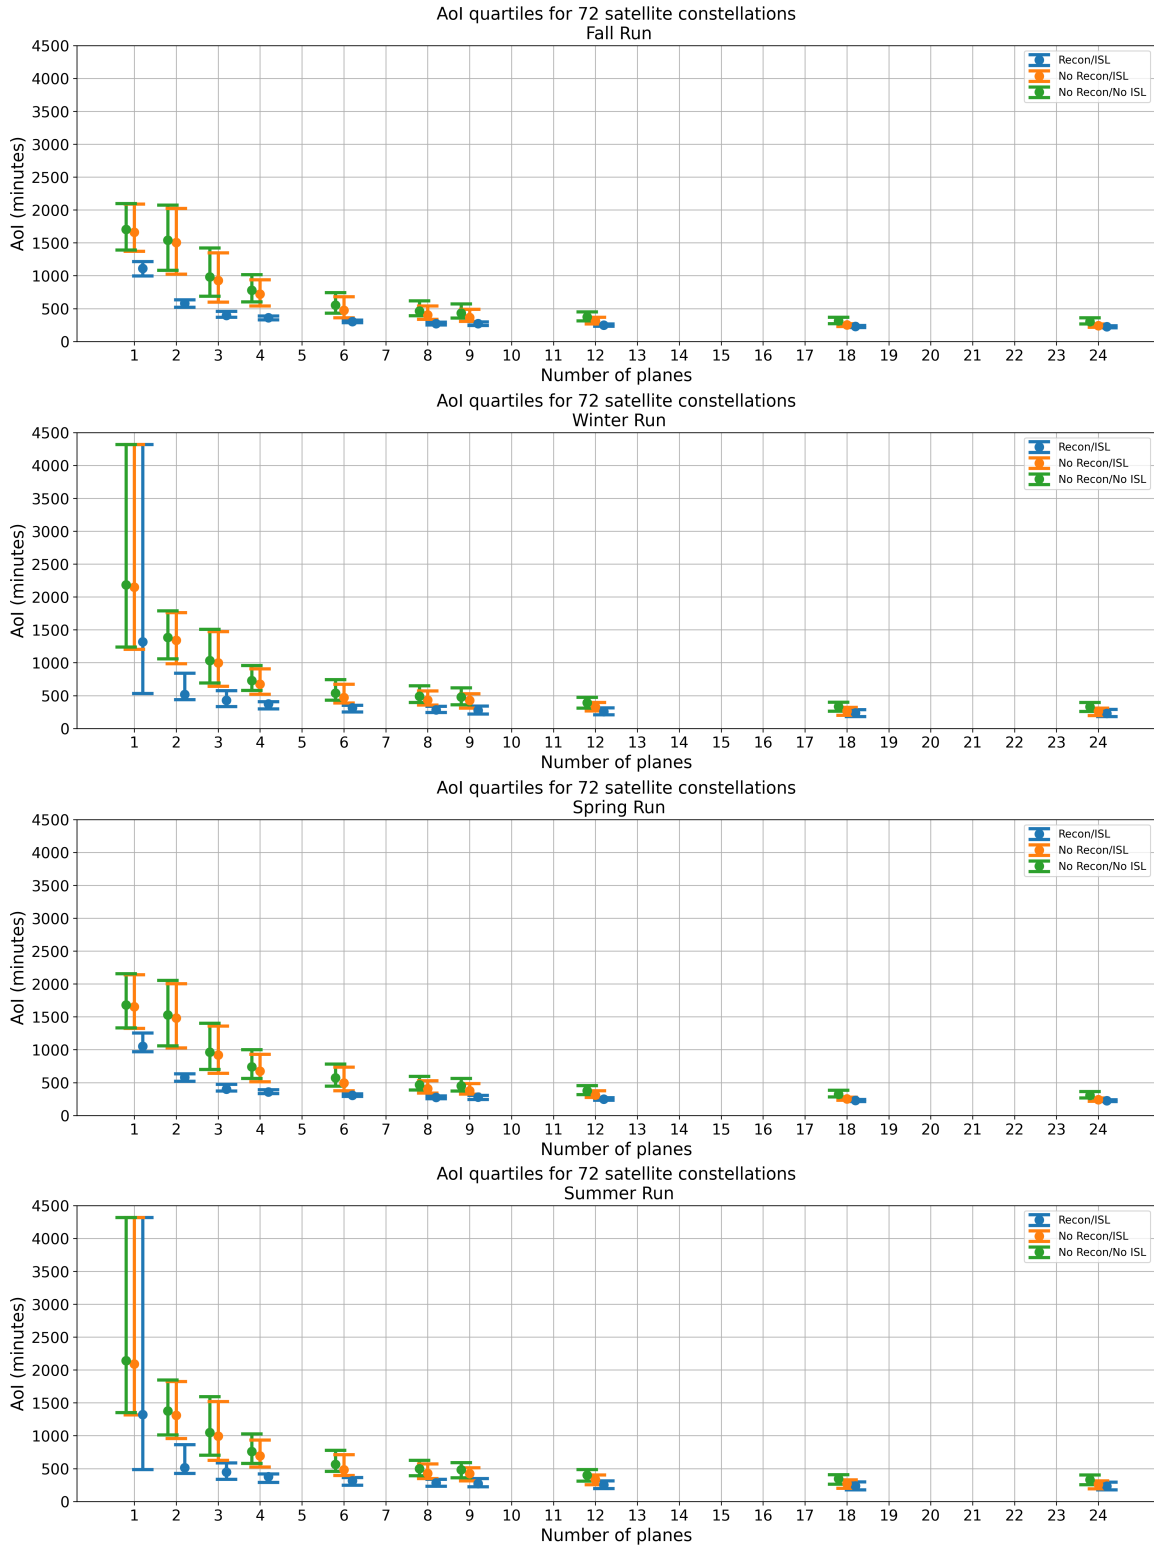 AoI quartiles for 72 satellite constellations
Fall Run
4500
4000
3500
3000
2500
2000
1500
1000
500
0
AoI (minutes)
Recon/ISL
No Recon/ISL
No Recon/No ISL
1 2 3 4 5 6 7 8 9 10 11 12 13 14 15 16 17 18 19 20 21 22 23 24
Number of planes
AoI quartiles for 72 satellite constellations
Winter Run
4500
4000
3500
3000
2500
2000
1500
1000
500
0
AoI (minutes)
Recon/ISL
No Recon/ISL
No Recon/No ISL
1 2 3 4 5 6 7 8 9 10 11 12 13 14 15 16 17 18 19 20 21 22 23 24
Number of planes
AoI quartiles for 72 satellite constellations
Spring Run
4500
4000
3500
3000
2500
2000
1500
1000
500
0
AoI (minutes)
Recon/ISL
No Recon/ISL
No Recon/No ISL
1 2 3 4 5 6 7 8 9 10 11 12 13 14 15 16 17 18 19 20 21 22 23 24
Number of planes
AoI quartiles for 72 satellite constellations
Summer Run
4500
4000
3500
3000
2500
2000
1500
1000
500
0
AoI (minutes)
Recon/ISL
No Recon/ISL
No Recon/No ISL
1 2 3 4 5 6 7 8 9 10 11 12 13 14 15 16 17 18 19 20 21 22 23 24
Number of planes